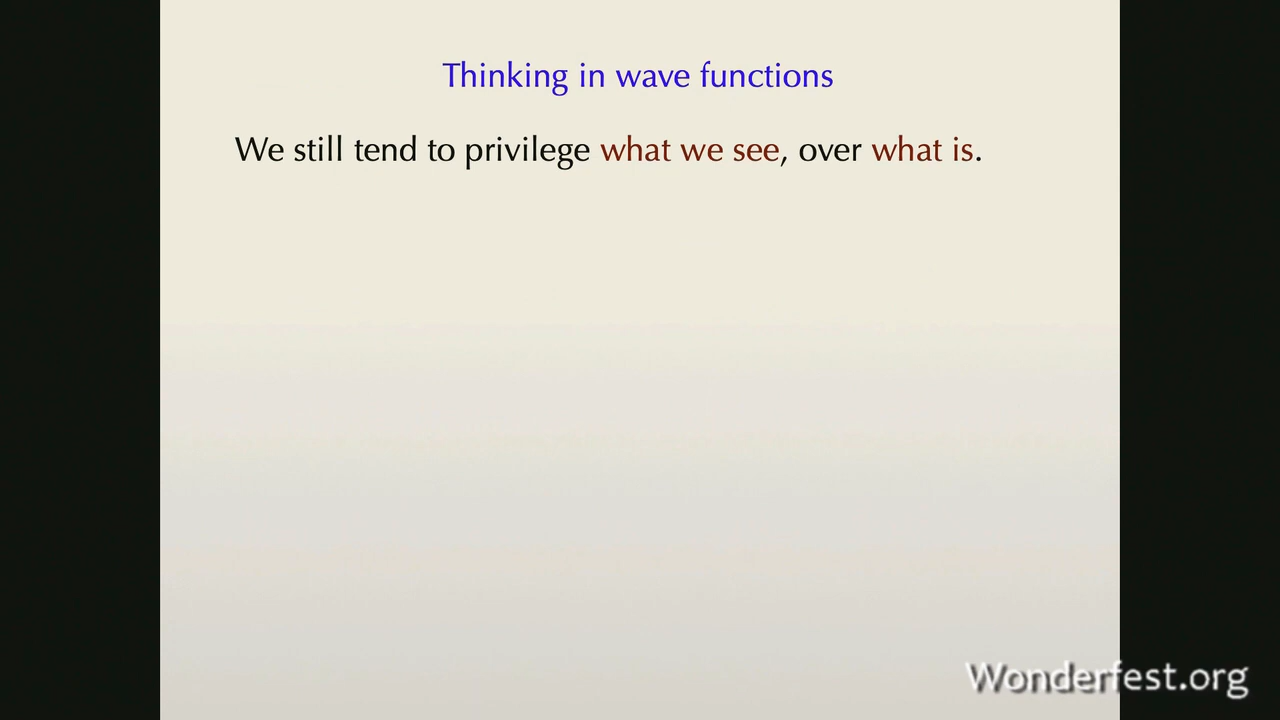 Thinking in wave functions
We still tend to privilege what we see, over what is.
Wonderfest.org